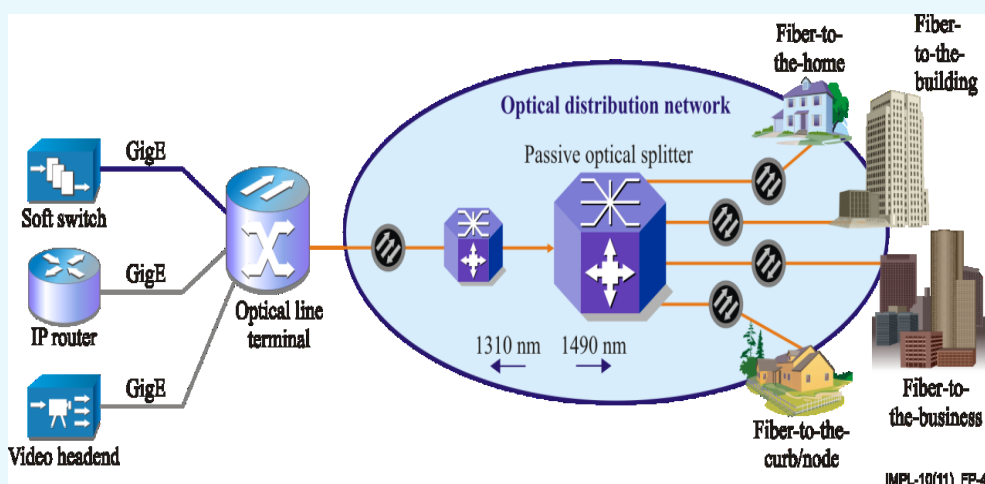 Fiber-to-
the-home
Fiber-
to-the-
building
Optical distribution network
GigE
Passive optical splitter
Soft switch
GigE
IP router
Optical line
terminal
1310 nm
1490 nm
GigE
Fiber-to-
the-business
Video headend
Fiber-to-the-
curb/node